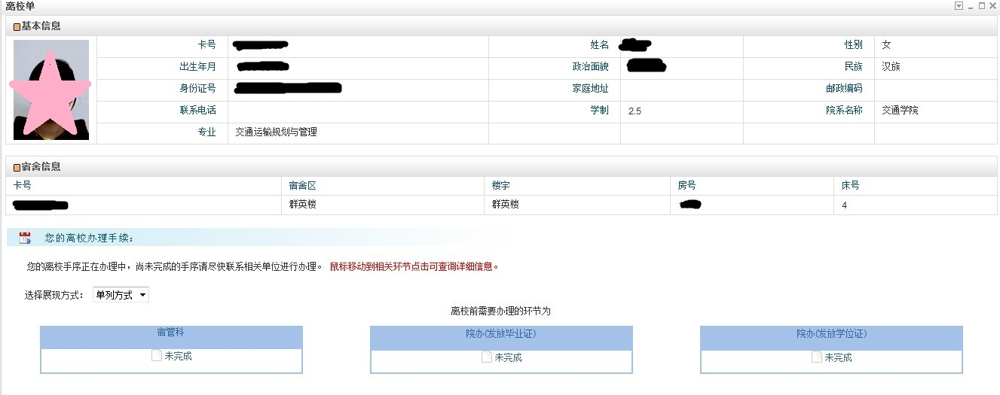 离校单
基本信息
卡号 姓名 性别 女
出生年月 政治面貌 民族 汉族
身份证号 家庭地址 邮政编码
联系电话 学制 2.5 院系名称 交通学院
专业 交通运输规划与管理
宿舍信息
卡号 宿舍区 楼宇 房号 床号
群英楼 群英楼 4
您的离校办理手续：
您的离校手序正在办理中，尚未完成的手序请尽快联系相关单位进行办理。 鼠标移动到相关环节点击可查询详细信息。
选择展现方式： 单列方式
离校前需要办理的环节为
宿管科 院办(发放毕业证) 院办(发放学位证)
未完成 未完成 未完成